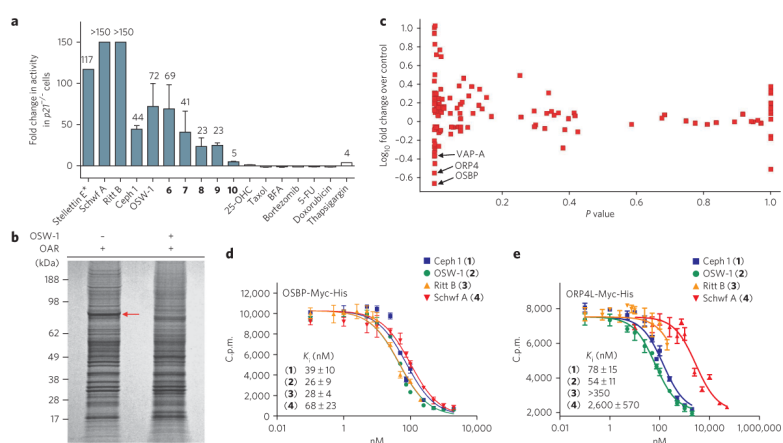 a
Fold change in activity
in p21-/- cells
150
100
50
0
117
>150
>150
44
72
69
41
23
23
5
4
Stellettin E*
Schwf A
Ritt B
Ceph 1
OSW-1
6
7
8
9
10
25-OHC
Taxol
BFA
Bortezomib
5-FU
Doxorubicin
Thapsigargin
b
OSW-1 – +
OAR + +
(kDa)
188
98
62
49
38
28
17
c
Log10 fold change over control
1.0
0.8
0.6
0.4
0.2
0
–0.2
–0.4
–0.6
VAP-A
ORP4
OSBP
0.2 0.4 0.6 0.8 1.0
P value
d
Ceph 1 (1)
OSW-1 (2)
Ritt B (3)
Schwf A (4)
OSBP-Myc-His
C.p.m.
12,000
10,000
8,000
6,000
4,000
2,000
0
Ki (nM)
(1) 39 ± 10
(2) 26 ± 9
(3) 28 ± 4
(4) 68 ± 23
0.01 1 100 10,000
nM
e
Ceph 1 (1)
OSW-1 (2)
Ritt B (3)
Schwf A (4)
ORP4L-Myc-His
C.p.m.
8,000
6,000
4,000
2,000
Ki (nM)
(1) 78 ± 15
(2) 54 ± 11
(3) >350
(4) 2,600 ± 570
0.01 1 100 10,000 1,000,000
nM